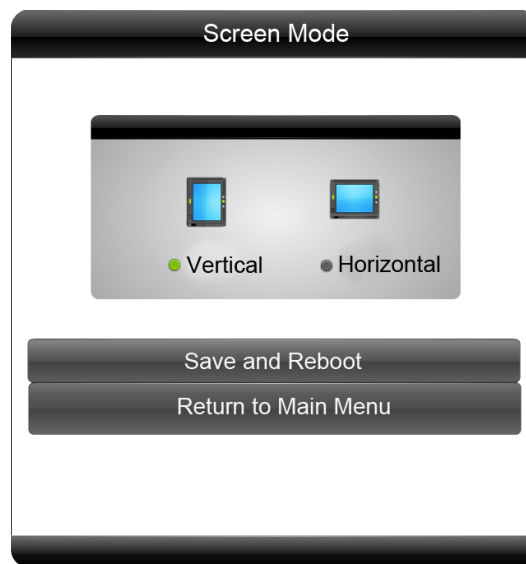 Screen Mode
Vertical
Horizontal
Save and Reboot
Return to Main Menu